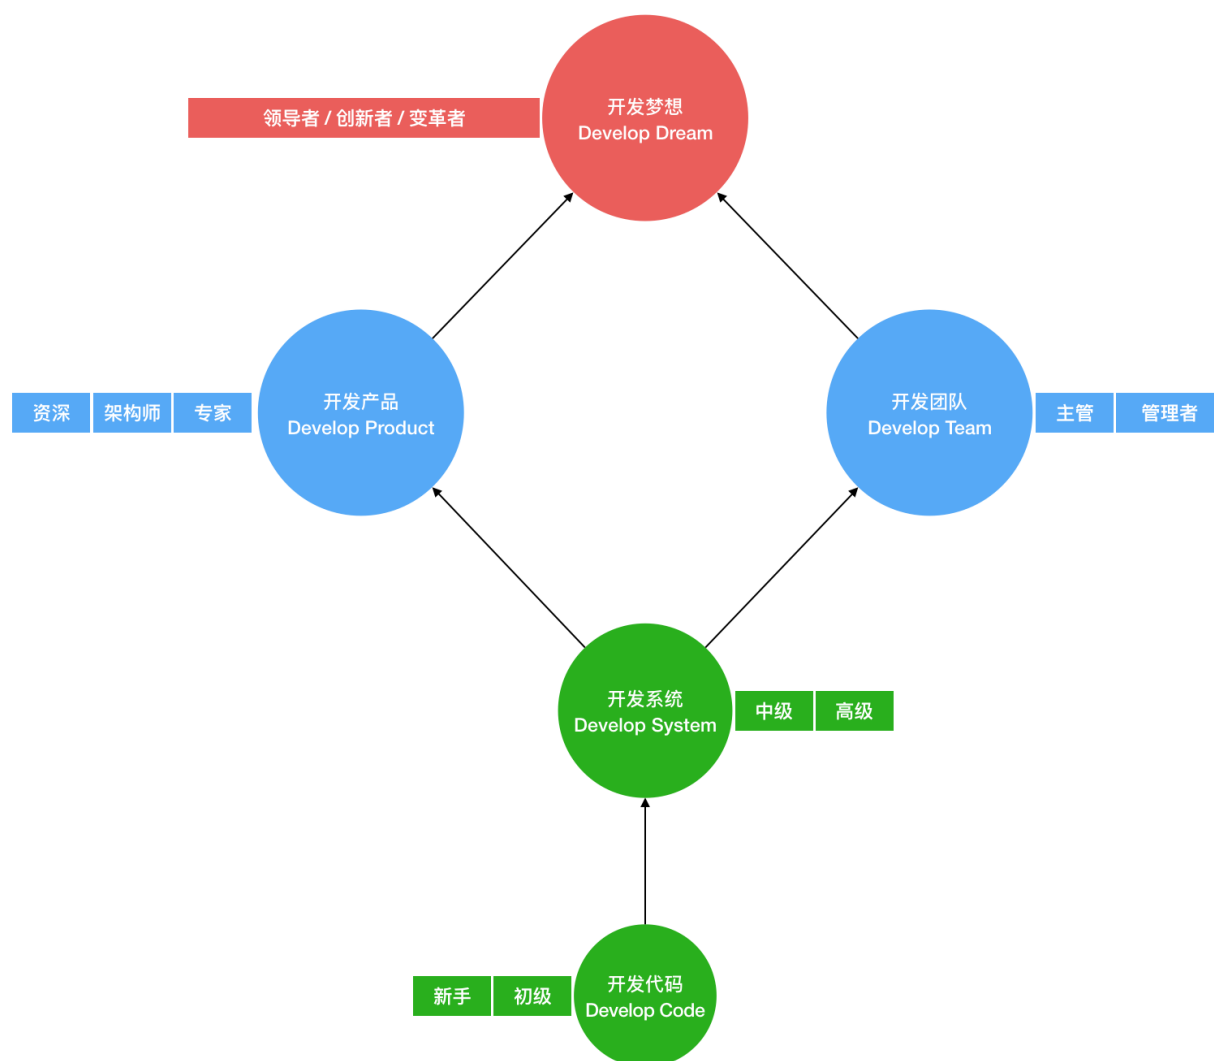 开发梦想
Develop Dream
领导者 / 创新者 / 变革者
开发产品
Develop Product
资深
架构师
专家
开发团队
Develop Team
主管
管理者
开发系统
Develop System
中级
高级
开发代码
Develop Code
新手
初级